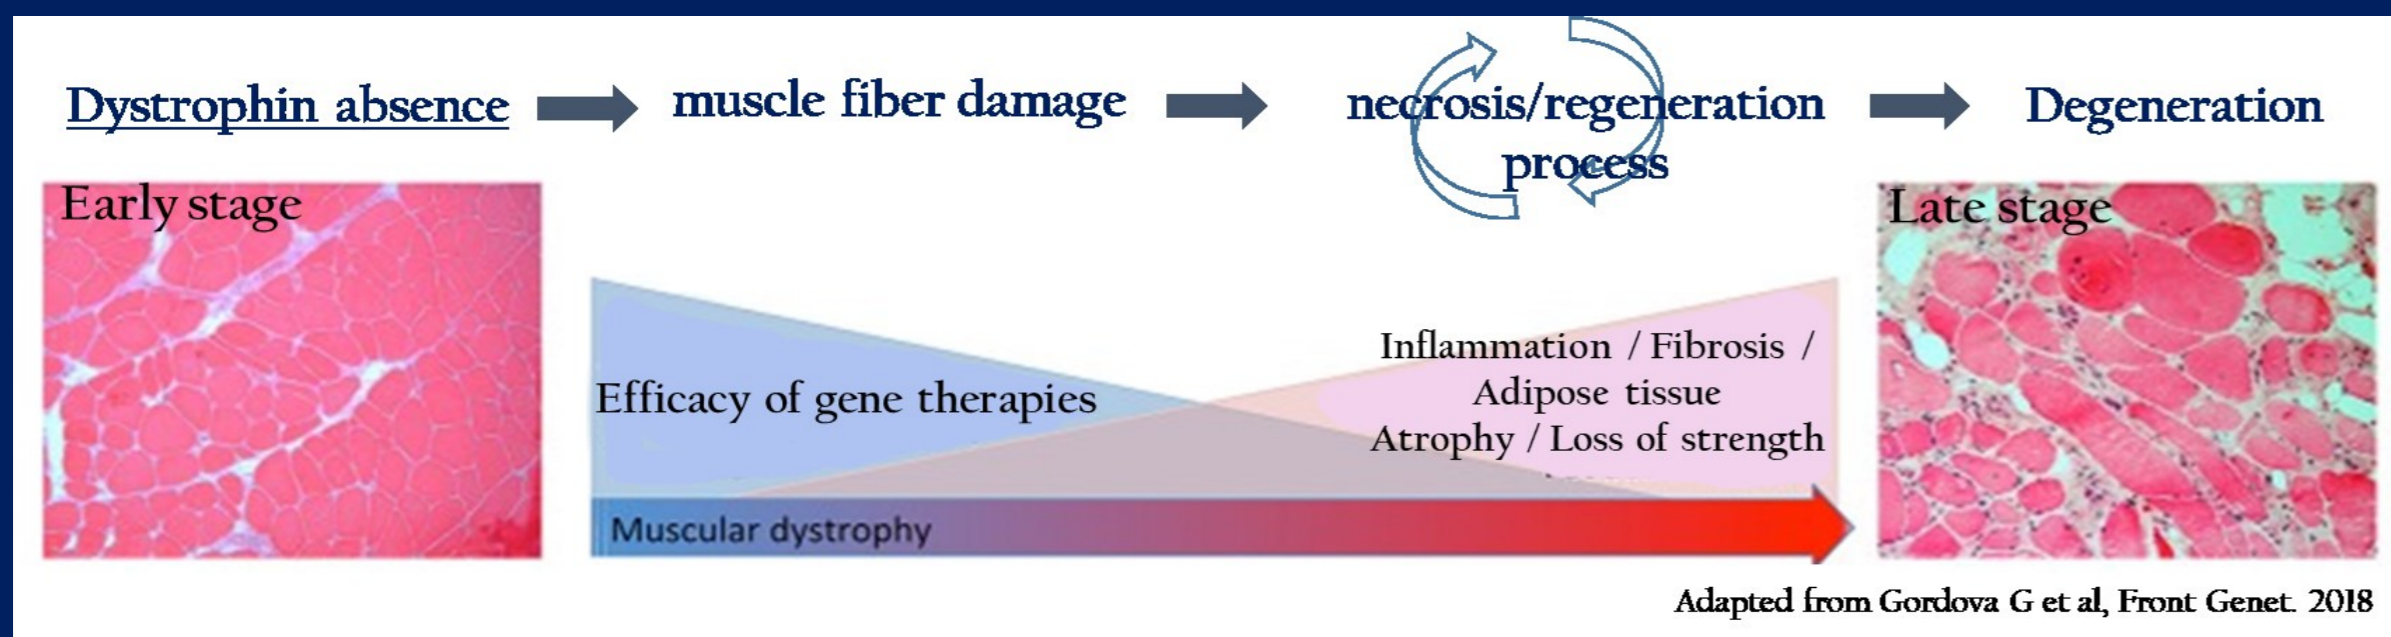 Dystrophin absence
muscle fiber damage
necrosis/regeneration
process
Degeneration
Early stage
Late stage
Efficacy of gene therapies
Inflammation / Fibrosis /
Adipose tissue
Atrophy / Loss of strength
Muscular dystrophy
Adapted from Gordova G et al, Front Genet. 2018